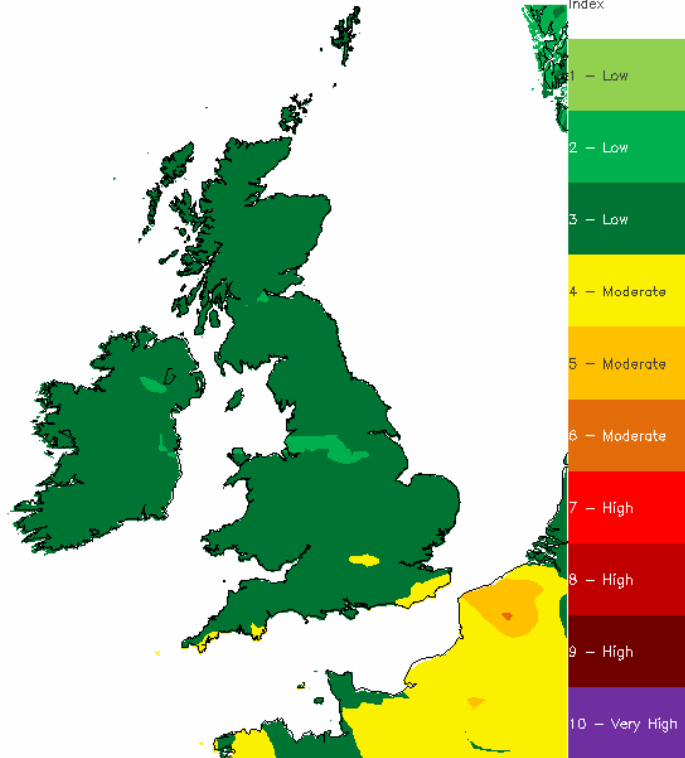 Index
1 – Low
2 – Low
3 – Low
4 – Moderate
5 – Moderate
6 – Moderate
7 – High
8 – High
9 – High
10 – Very High